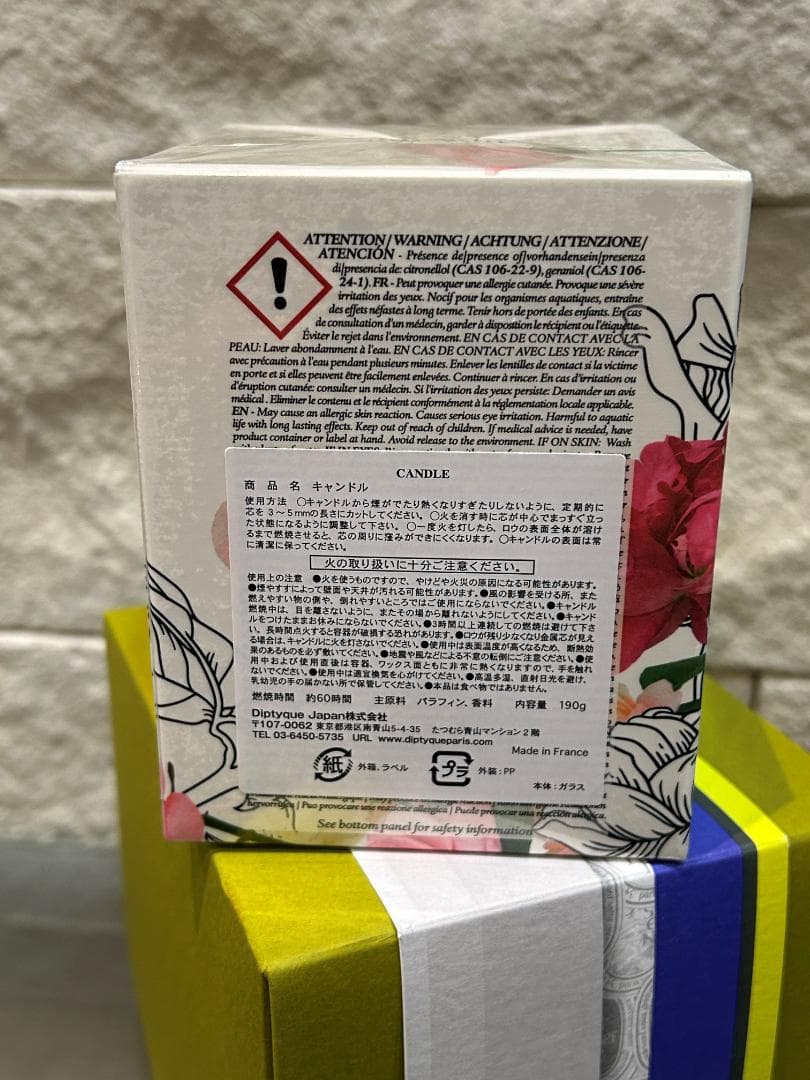 ATTENTION/WARNING/ACHTUNG/ATTENZIONE/
ATENCIÓN - Présence de|presence of|vorhandensein|presenza
di|presencia de: citronellol (CAS 106-22-9), geraniol (CAS 106-
24-1). FR - Peut provoquer une allergie cutanée. Provoque une sévère
irritation des yeux. Nocif pour les organismes aquatiques, entraîne
des effets néfastes à long terme. Tenir hors de portée des enfants. En cas
de consultation d'un médecin, garder à disposition le récipient ou l'étiquette.
Éviter le rejet dans l'environnement. EN CAS DE CONTACT AVEC LA
PEAU: Laver abondamment à l'eau. EN CAS DE CONTACT AVEC LES YEUX: Rincer
avec précaution à l'eau pendant plusieurs minutes. Enlever les lentilles de contact si la victime
en porte et si elles peuvent être facilement enlevées. Continuer à rincer. En cas d'irritation ou
d'éruption cutanée: consulter un médecin. Si l'irritation des yeux persiste: Demander un avis
médical. Eliminer le contenu et le récipient conformément à la réglementation locale applicable.
EN - May cause an allergic skin reaction. Causes serious eye irritation. Harmful to aquatic
life with long lasting effects. Keep out of reach of children. If medical advice is needed, have
product container or label at hand. Avoid release to the environment. IF ON SKIN: Wash
CANDLE
商品名 キャンドル
使用方法 ○キャンドルから煙がでたり熱くなりすぎたりしないように、定期的に
芯を3～5mmの長さにカットしてください。○火を消す時に芯が中心でまっすぐ立っ
た状態になるように調整して下さい。○一度火を灯したら、ロウの表面全体が溶け
るまで燃焼させると、芯の周りに窪みができにくくなります。○キャンドルの表面は常
に清潔に保ってください。
火の取り扱いに十分ご注意ください。
使用上の注意 ●火を使うものですので、やけどや火災の原因になる可能性があります。
●煙やすすによって壁面や天井が汚れる可能性があります。●風の影響を受ける所、また
燃えやすい物の側や、倒れやすいところではご使用にならないでください。●キャンドル
燃焼中は、目を離さないように、またその場から離れないようにしてください。●キャンド
ルをつけたままお休みにならないでください。●3時間以上連続しての燃焼は避けて下さ
い。長時間点火すると容器が破損する恐れがあります。●ロウが残り少なくなり金属芯が見え
る場合は、キャンドルに火を灯さないでください。●使用中は表面温度が高くなるため、断熱効
果のあるものを必ず敷いてください。●地震や風などによる不意の転倒にご注意ください。●使
用中および使用直後は容器、ワックス面ともに非常に熱くなりますので、手を触れ
ないでください。●使用中は適宜換気を心がけてください。●高温多湿、直射日光を避け、
乳幼児の手の届かない所で保管してください。●本品は食べ物ではありません。
燃焼時間 約60時間 主原料 パラフィン、香料 内容量 190g
Diptyque Japan株式会社
〒107-0062 東京都港区南青山5-4-35 たつむら青山マンション2階
TEL 03-6450-5735 URL www.diptyqueparis.com
Made in France
紙 外箱、ラベル プラ 外装：PP
本体：ガラス
hervorrufen | Può provocare una reazione allergica | Puede provocar una reacción alérgica.
See bottom panel for safety information